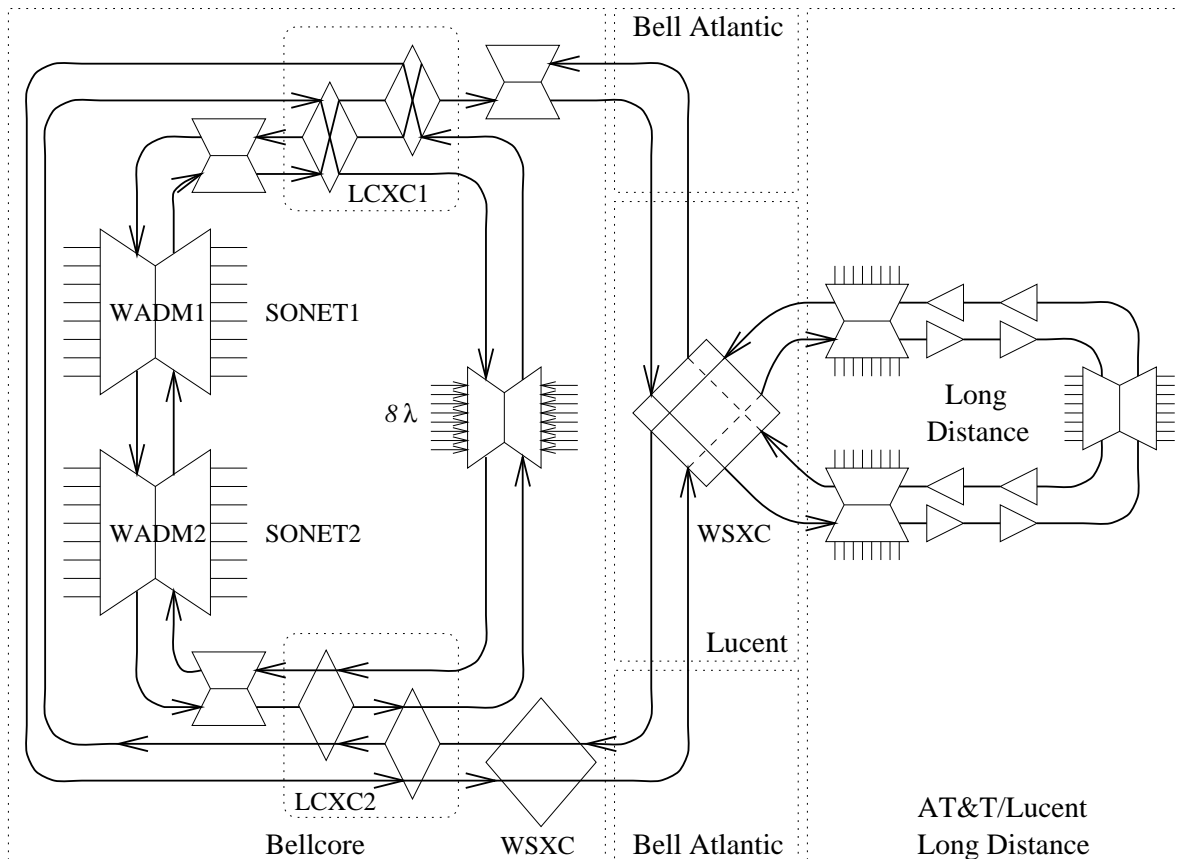 Bell Atlantic
LCXC1
WADM1
SONET1
8 λ
Long
Distance
WADM2
SONET2
WSXC
Lucent
LCXC2
WSXC
Bellcore
Bell Atlantic
AT&T/Lucent
Long Distance